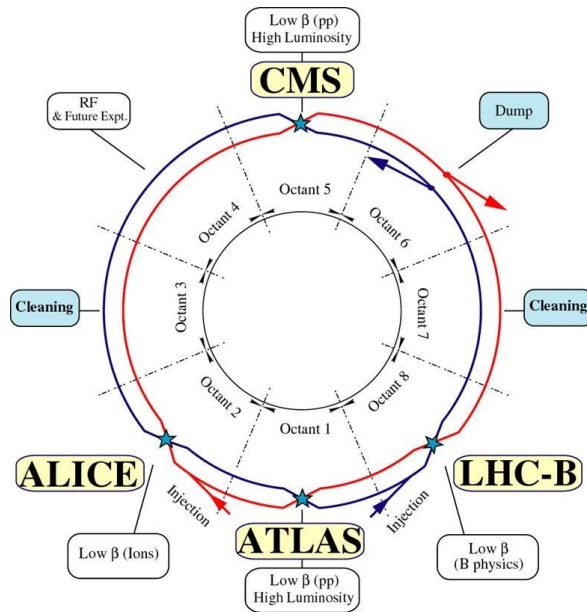 Low β (pp)
High Luminosity
CMS
RF
& Future Expt.
Dump
Octant 5
Octant 4
Octant 6
Cleaning
Octant 3
Octant 7
Cleaning
Octant 2
Octant 8
Octant 1
ALICE
LHC-B
Injection
Injection
ATLAS
Low β (Ions)
Low β
(B physics)
Low β (pp)
High Luminosity